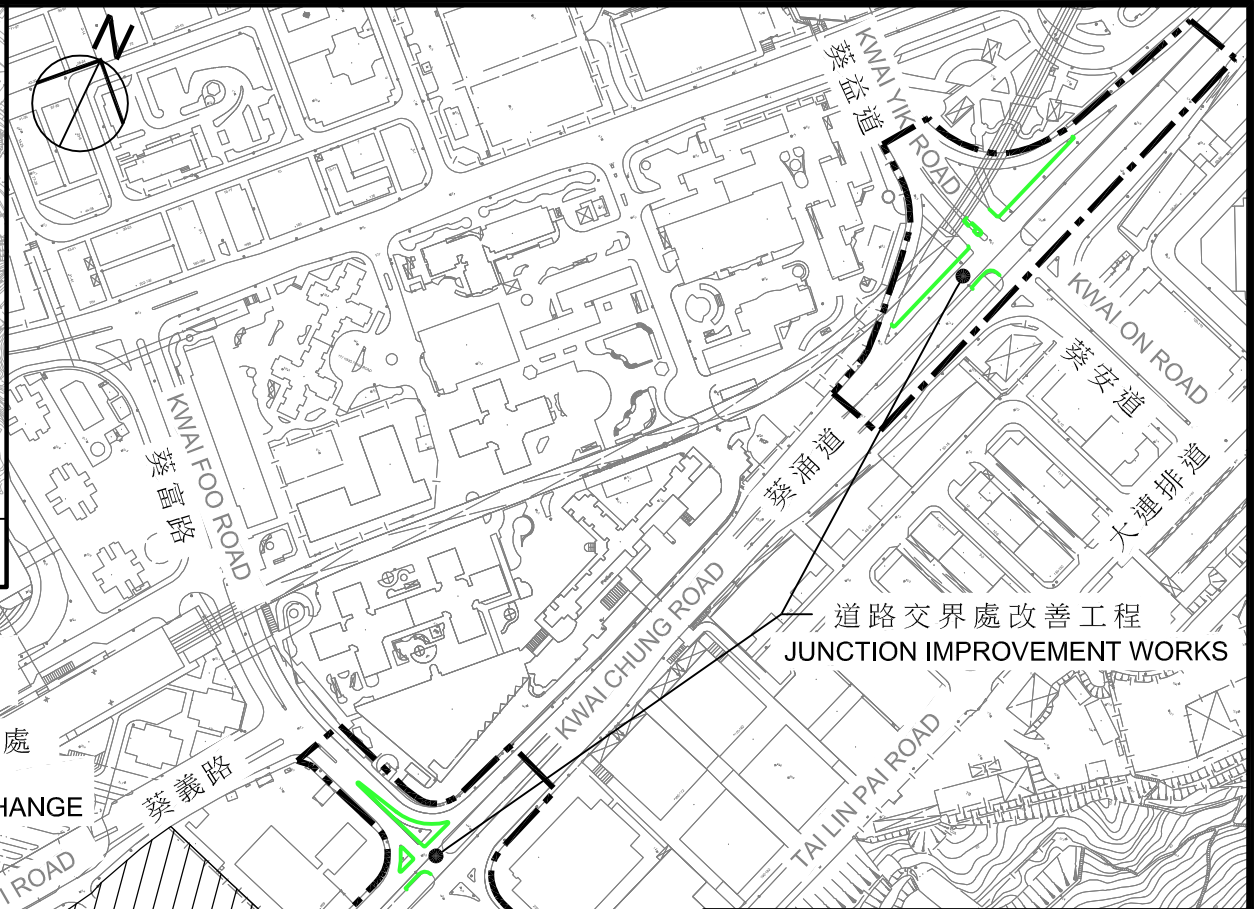 N
葵益道
KWAI YIK ROAD
KWAI ON ROAD
葵安道
大連排道
葵涌道
KWAI FOO ROAD
葵富路
道路交界處改善工程
JUNCTION IMPROVEMENT WORKS
KWAI CHUNG ROAD
TAI LIN PAI ROAD
處
HANGE
葵義路
I ROAD